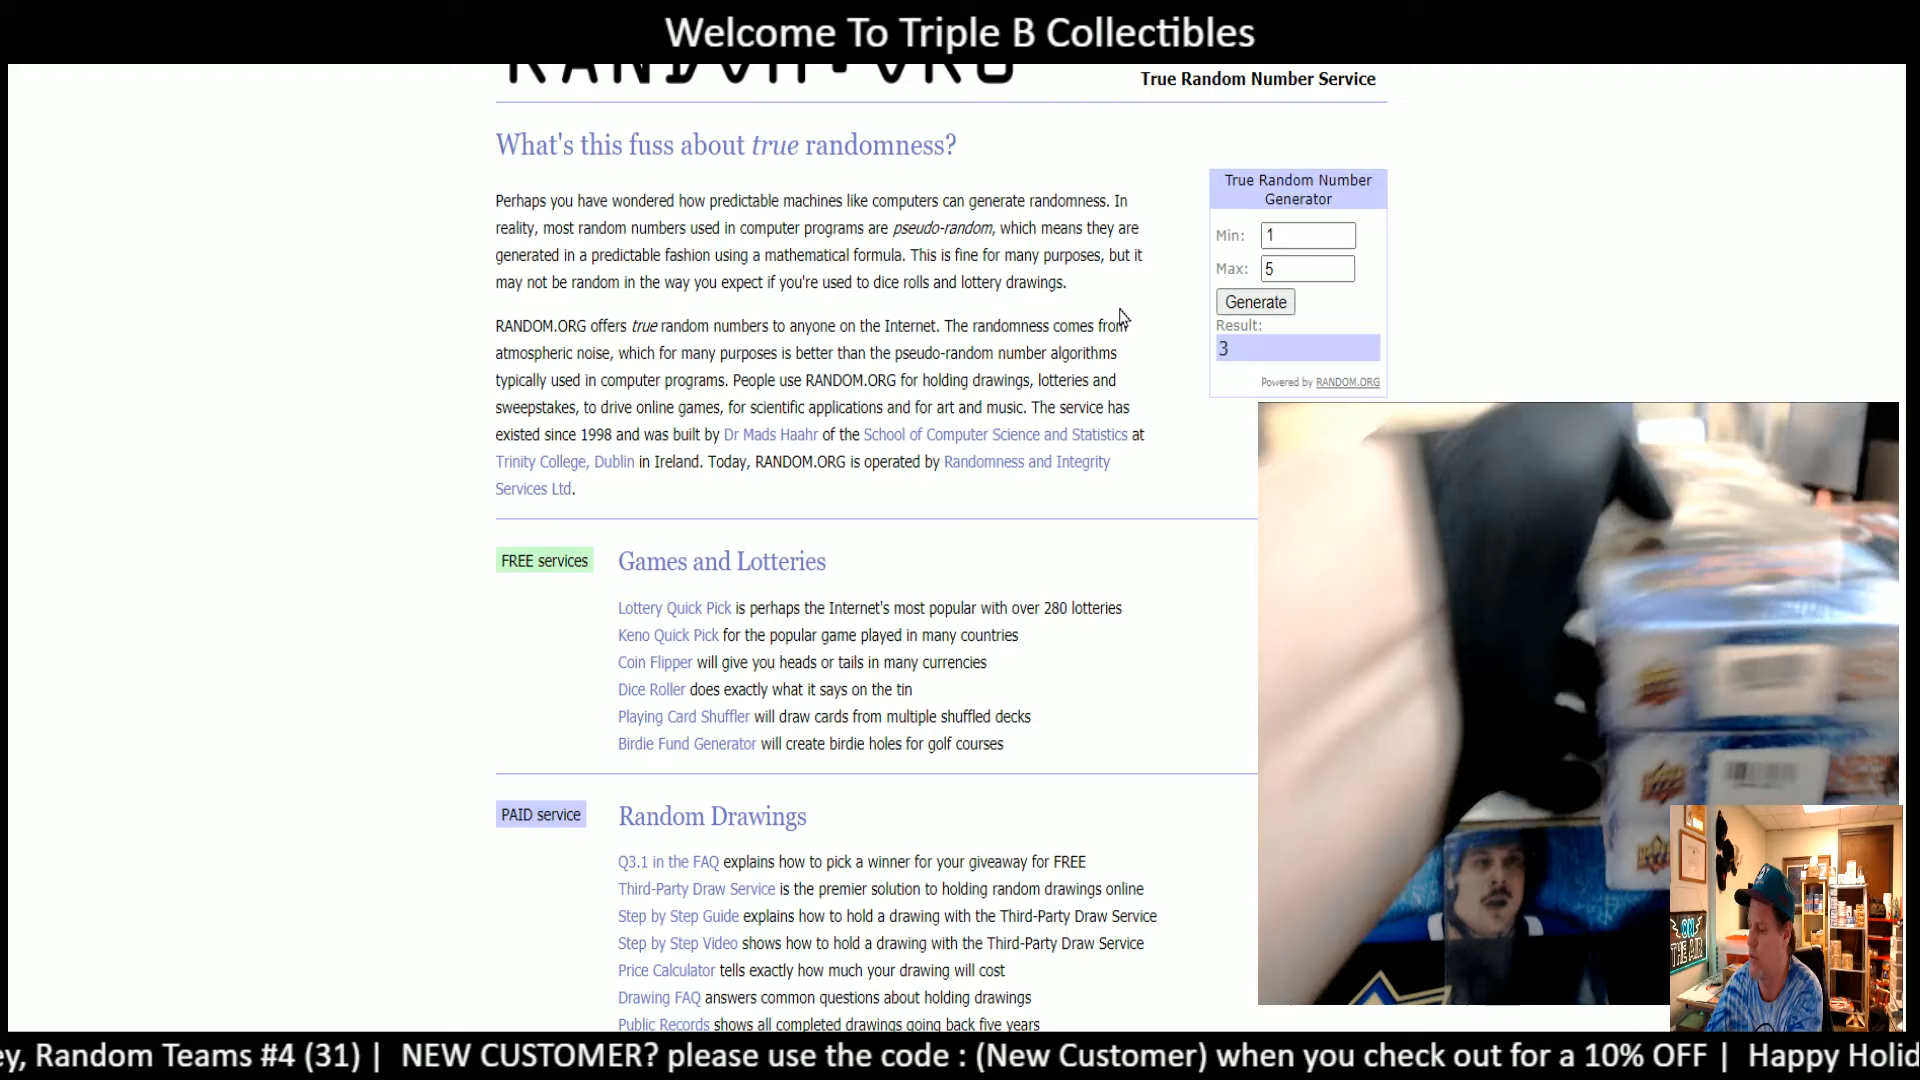 Welcome To Triple B Collectibles
RANDOM.ORG
True Random Number Service
What's this fuss about true randomness?
Perhaps you have wondered how predictable machines like computers can generate randomness. In
reality, most random numbers used in computer programs are pseudo-random, which means they are
generated in a predictable fashion using a mathematical formula. This is fine for many purposes, but it
may not be random in the way you expect if you're used to dice rolls and lottery drawings.
RANDOM.ORG offers true random numbers to anyone on the Internet. The randomness comes from
atmospheric noise, which for many purposes is better than the pseudo-random number algorithms
typically used in computer programs. People use RANDOM.ORG for holding drawings, lotteries and
sweepstakes, to drive online games, for scientific applications and for art and music. The service has
existed since 1998 and was built by Dr Mads Haahr of the School of Computer Science and Statistics at
Trinity College, Dublin in Ireland. Today, RANDOM.ORG is operated by Randomness and Integrity
Services Ltd.
True Random Number
Generator
Min: 1
Max: 5
Generate
Result:
3
Powered by RANDOM.ORG
FREE services
Games and Lotteries
Lottery Quick Pick is perhaps the Internet's most popular with over 280 lotteries
Keno Quick Pick for the popular game played in many countries
Coin Flipper will give you heads or tails in many currencies
Dice Roller does exactly what it says on the tin
Playing Card Shuffler will draw cards from multiple shuffled decks
Birdie Fund Generator will create birdie holes for golf courses
PAID service
Random Drawings
Q3.1 in the FAQ explains how to pick a winner for your giveaway for FREE
Third-Party Draw Service is the premier solution to holding random drawings online
Step by Step Guide explains how to hold a drawing with the Third-Party Draw Service
Step by Step Video shows how to hold a drawing with the Third-Party Draw Service
Price Calculator tells exactly how much your drawing will cost
Drawing FAQ answers common questions about holding drawings
Public Records shows all completed drawings going back five years
ON
THE AIR
ey, Random Teams #4 (31) | NEW CUSTOMER? please use the code : (New Customer) when you check out for a 10% OFF | Happy Holid